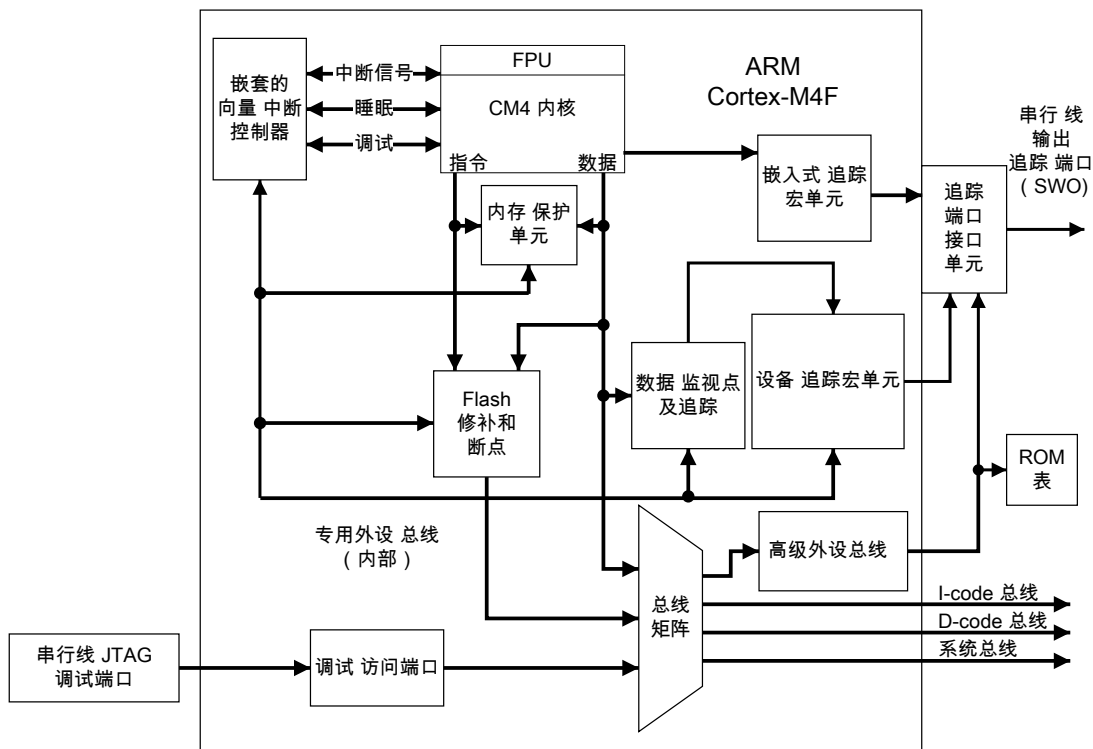 嵌套的
向量 中断
控制器
中断信号
睡眠
调试
FPU
CM4 内核
指令
数据
ARM
Cortex-M4F
串行 线
输出
追踪 端口
( SWO)
嵌入式 追踪
宏单元
追踪
端口
接口
单元
内存 保护
单元
Flash
修补和
断点
数据 监视点
及追踪
设备 追踪宏单元
ROM
表
专用外设 总线
( 内部 )
高级外设总线
总线
矩阵
I-code 总线
D-code 总线
系统总线
串行线 JTAG
调试端口
调试 访问端口